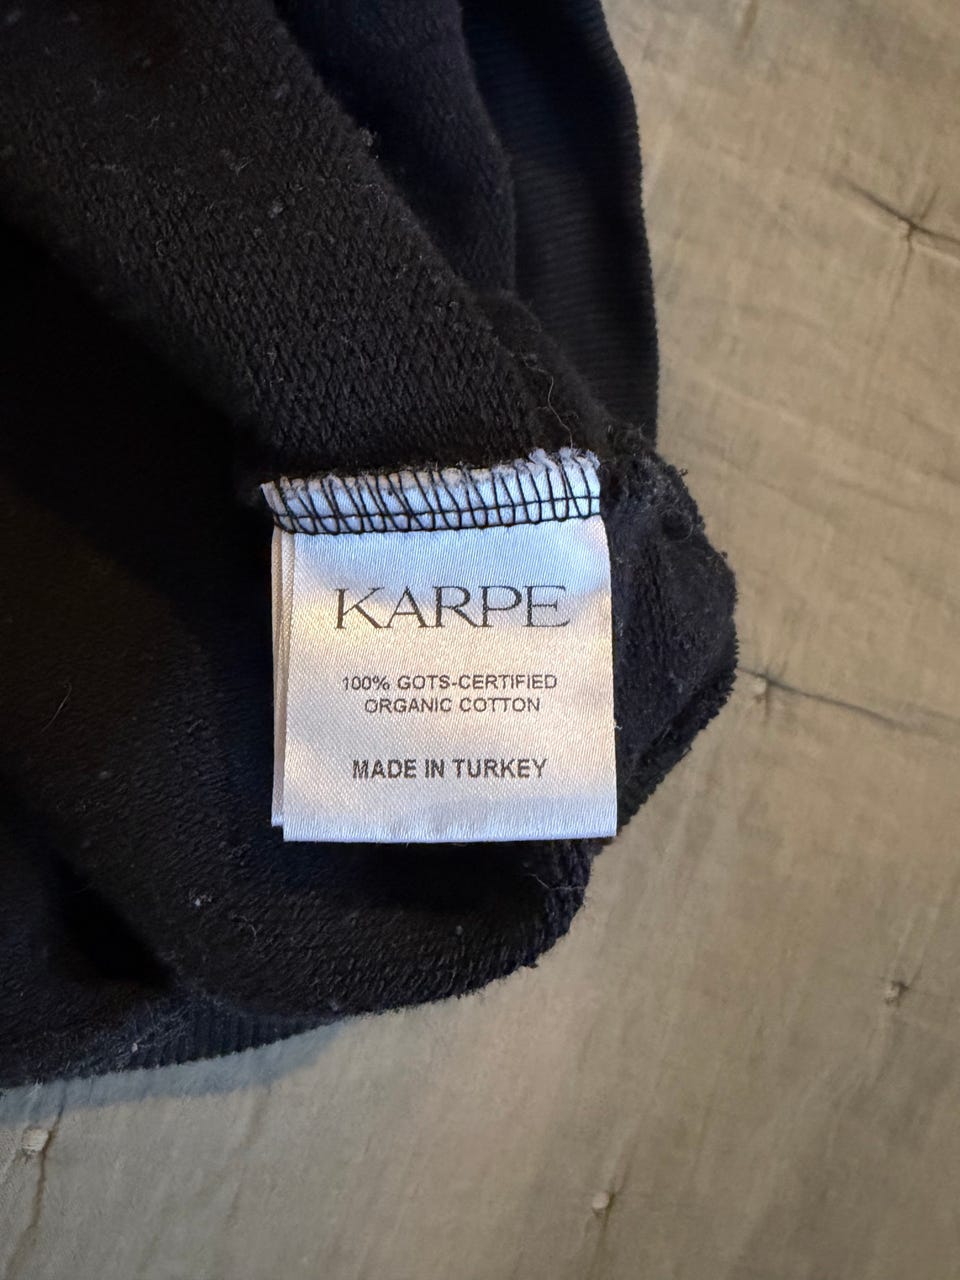 KARPE
100% GOTS-CERTIFIED
ORGANIC COTTON
MADE IN TURKEY